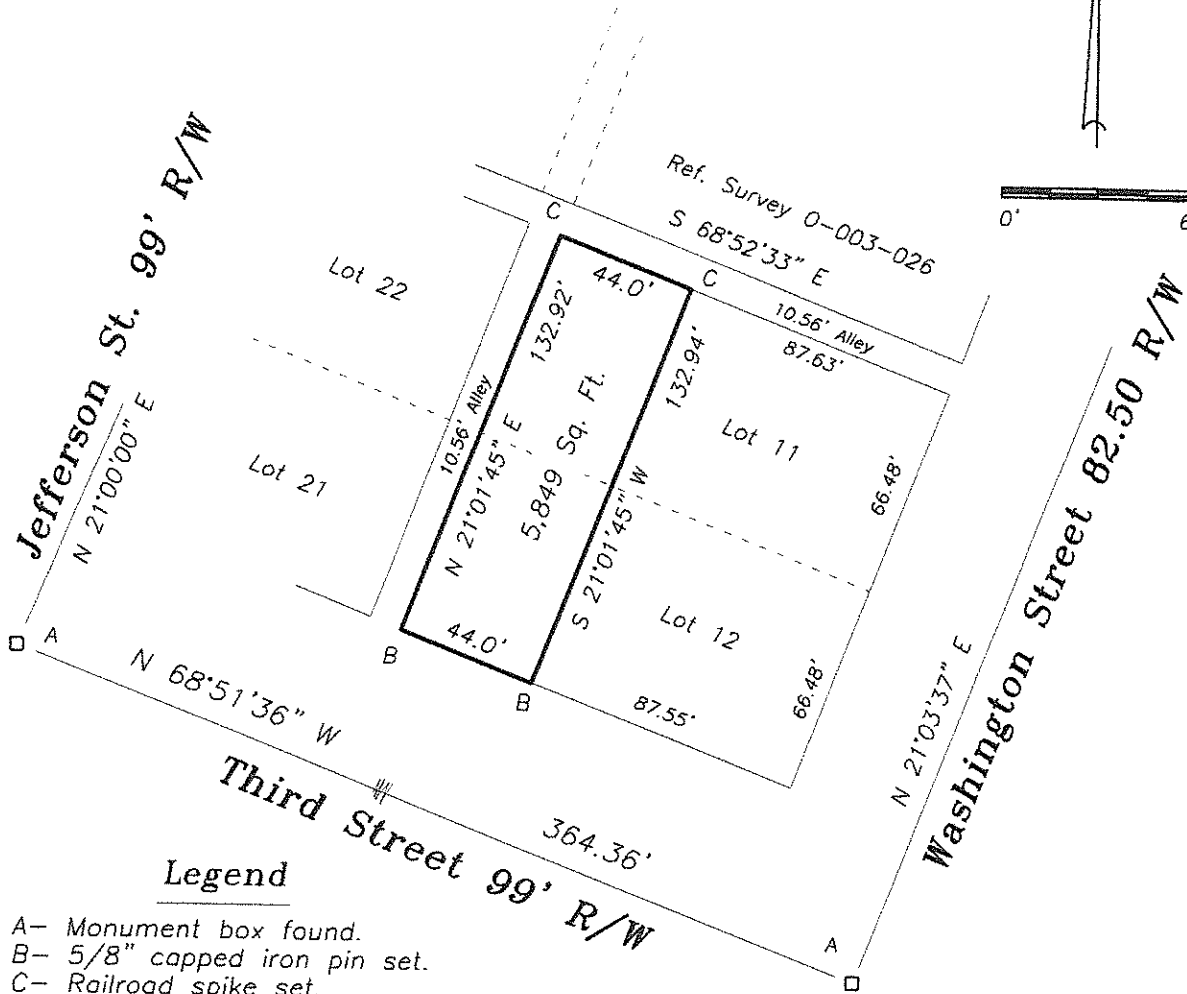 Ref. Survey O-003-026
S 68°52'33" E
0'
6
Jefferson St. 99' R/W
N 21°00'00" E
Lot 22
Lot 21
10.56' Alley
C
C
44.0'
132.92'
132.94'
5,849 Sq. Ft.
N 21°01'45" E
S 21°01'45" W
10.56' Alley
87.63'
Lot 11
66.48'
Lot 12
66.48'
44.0'
B
B
87.55'
Washington Street 82.50 R/W
N 21°03'37" E
A
N 68°51'36" W
Third Street 99' R/W
364.36'
A
Legend
A- Monument box found.
B- 5/8" capped iron pin set.
C- Railroad spike set